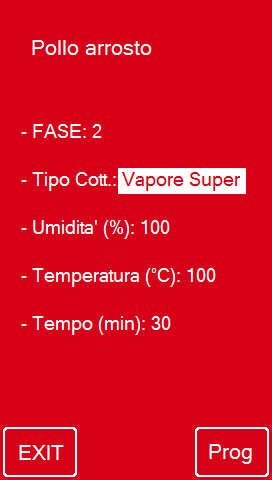 Pollo arrosto
- FASE: 2
- Tipo Cott.: Vapore Super
- Umidita' (%): 100
- Temperatura (°C): 100
- Tempo (min): 30
EXIT Prog